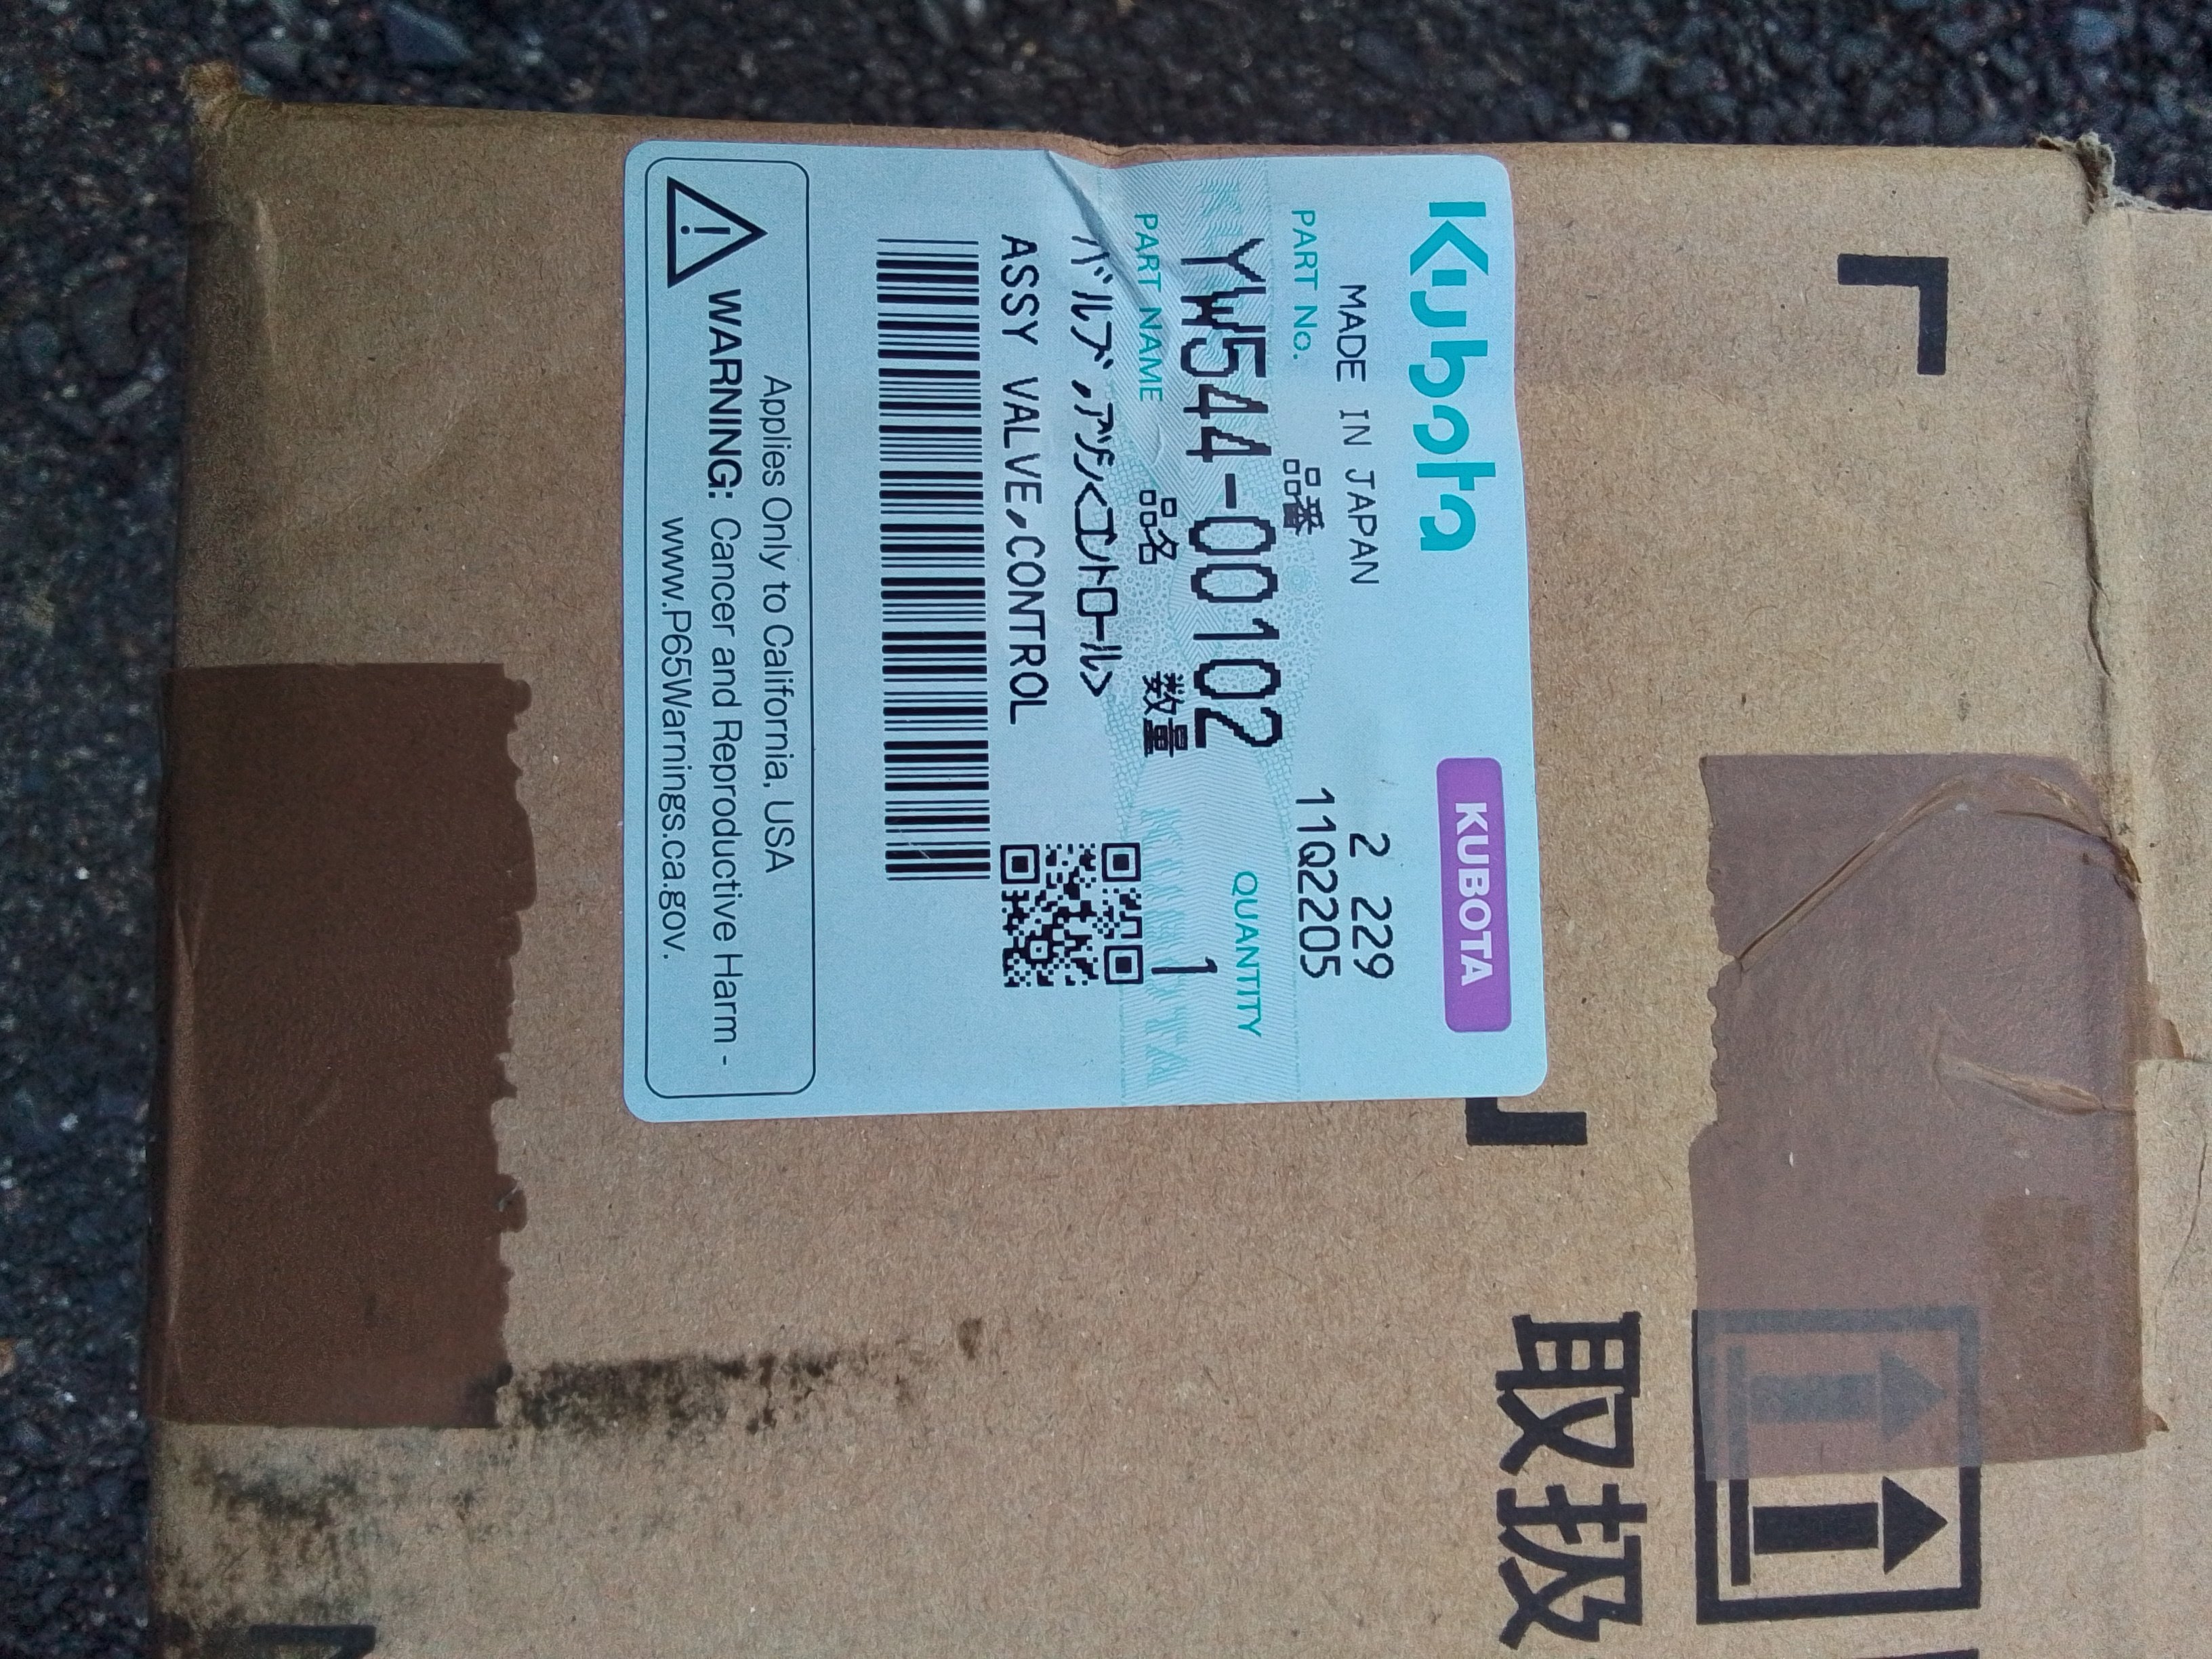 Kubota
KUBOTA
MADE IN JAPAN
2 229
PART No.
品番
11Q2205
YW544-00102
QUANTITY
PART NAME
品名
数量
1
バルブ,アッシ<コントロール>
ASSY VALVE,CONTROL
Applies Only to California, USA
WARNING: Cancer and Reproductive Harm -
www.P65Warnings.ca.gov.
取扱